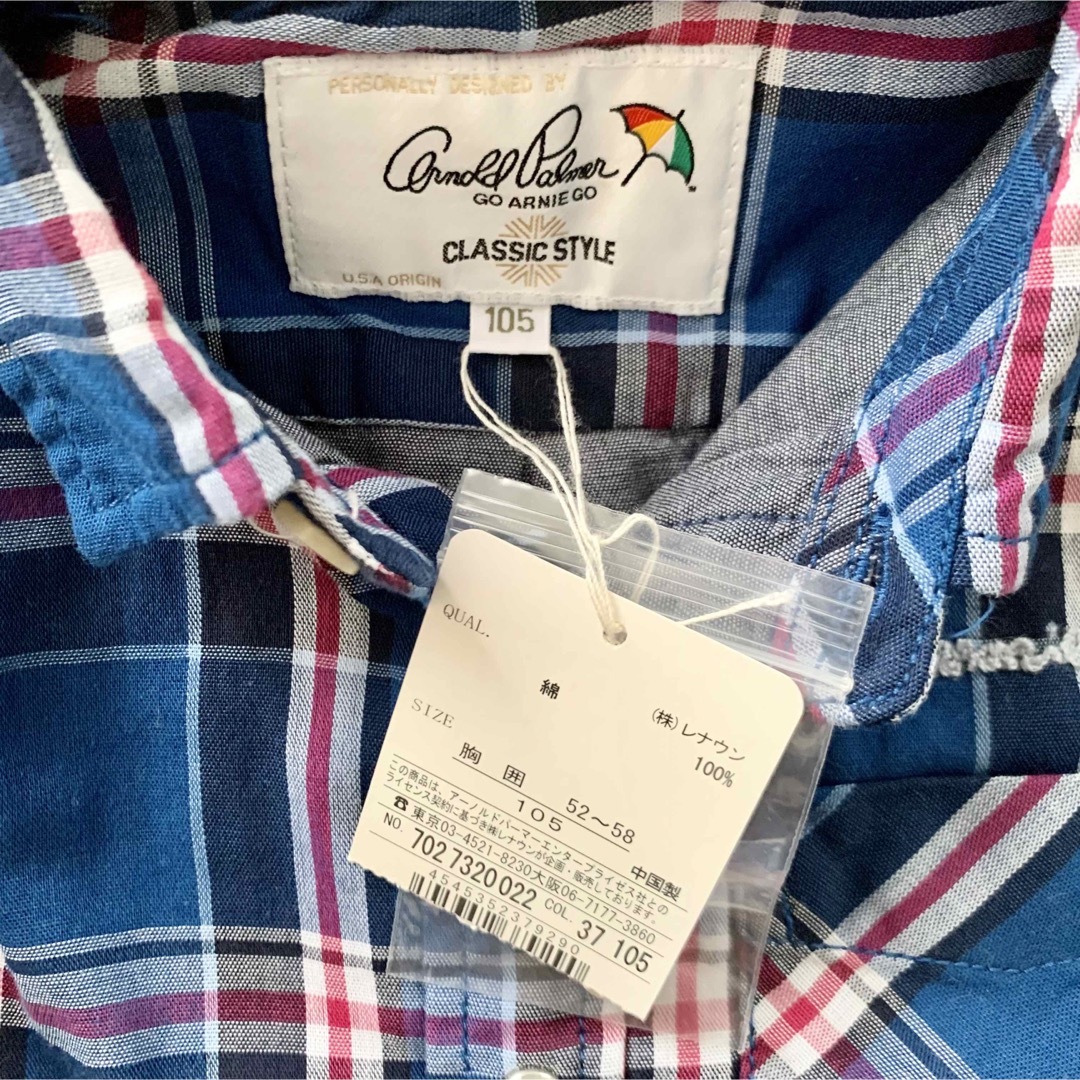 PERSONALLY DESIGNED BY
Arnold Palmer
GO ARNIE GO
CLASSIC STYLE
U.S.A ORIGIN
105
QUAL.
綿 100%
(株)レナウン
SIZE
胸囲 52～58
105
中国製
この商品は、アーノルドパーマーエンタープライゼス社との
ライセンス契約に基づき㈱レナウンが企画・販売しております。
☎東京03-4521-8230大阪06-7177-3860
NO. 7027320022 COL. 37 105
4545352379290